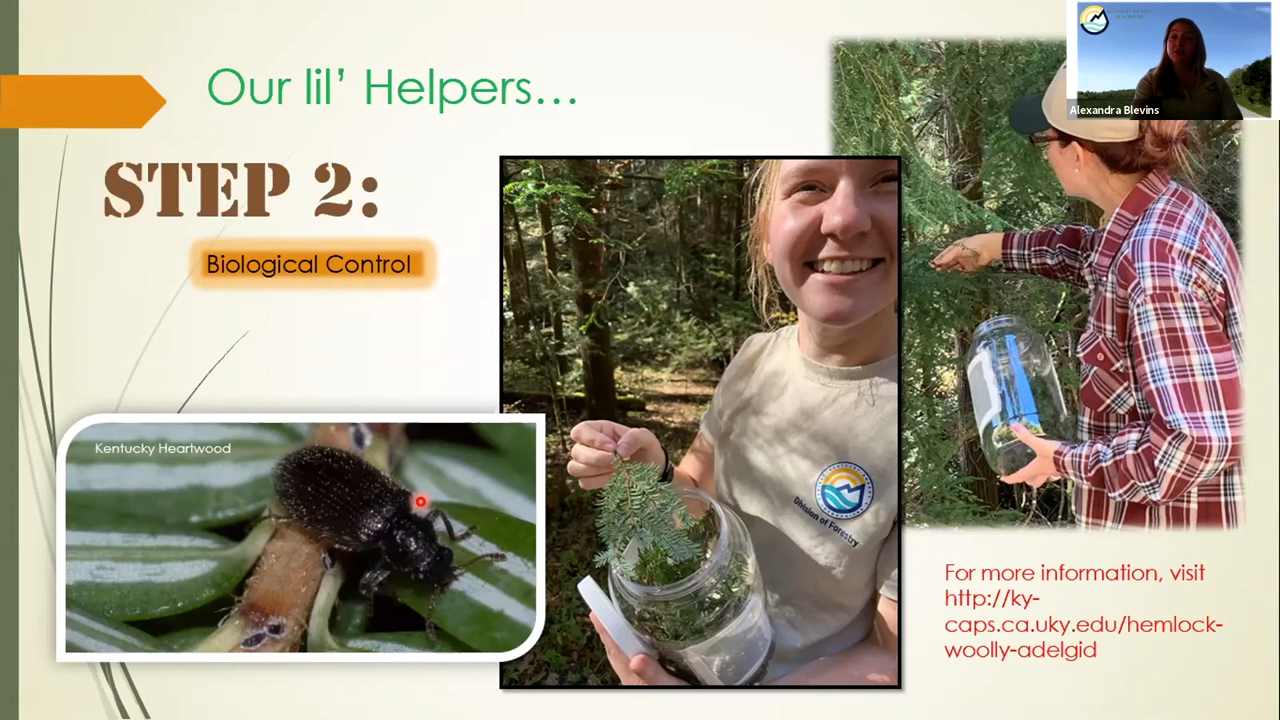 Our lil’ Helpers…
STEP 2:
Biological Control
Kentucky Heartwood
Division of Forestry
For more information, visit
http://ky-
caps.ca.uky.edu/hemlock-
woolly-adelgid
Alexandra Blevins